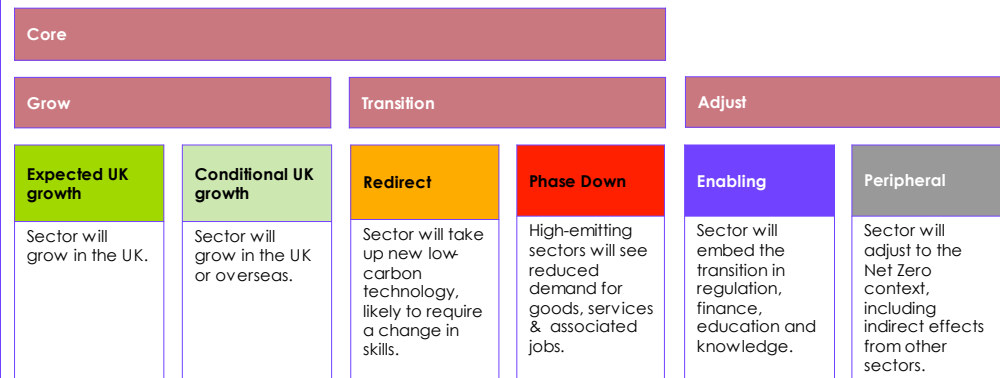 Core
Grow
Transition
Adjust
Expected UK
growth
Conditional UK
growth
Redirect
Phase Down
Enabling
Peripheral
Sector will
grow in the UK.
Sector will
grow in the UK
or overseas.
Sector will take
up new low-
carbon
technology,
likely to require
a change in
skills.
High-emitting
sectors will see
reduced
demand for
goods, services
& associated
jobs.
Sector will
embed the
transition in
regulation,
finance,
education and
knowledge.
Sector will
adjust to the
Net Zero
context,
including
indirect effects
from other
sectors.